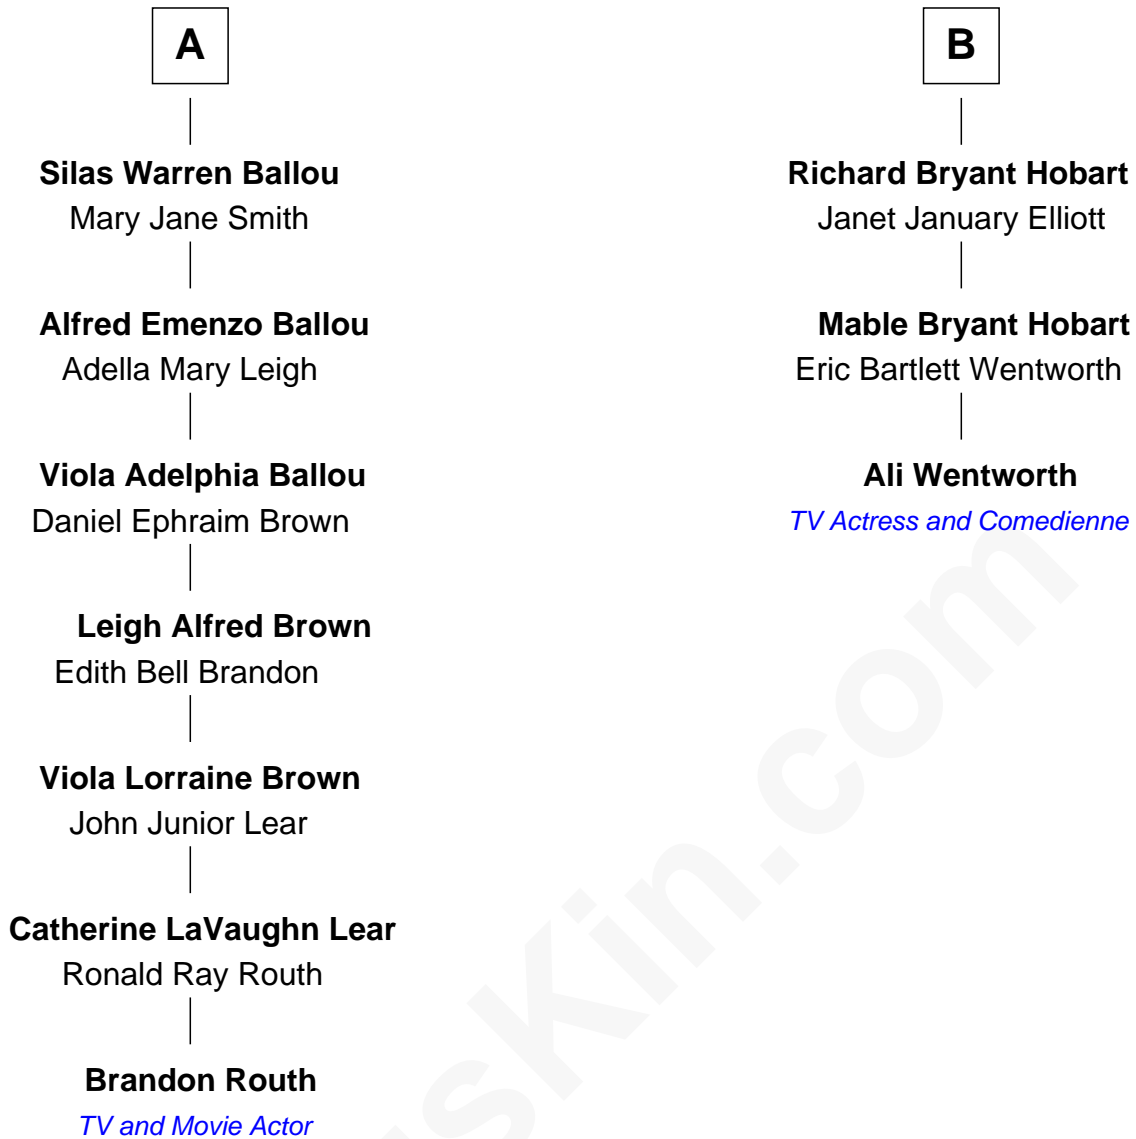 A
Silas Warren Ballou
Mary Jane Smith
Alfred Emenzo Ballou
Adella Mary Leigh
Viola Adelphia Ballou
Daniel Ephraim Brown
Leigh Alfred Brown
Edith Bell Brandon
Viola Lorraine Brown
John Junior Lear
Catherine LaVaughn Lear
Ronald Ray Routh
Brandon Routh
TV and Movie Actor
B
Richard Bryant Hobart
Janet January Elliott
Mable Bryant Hobart
Eric Bartlett Wentworth
Ali Wentworth
TV Actress and Comedienne